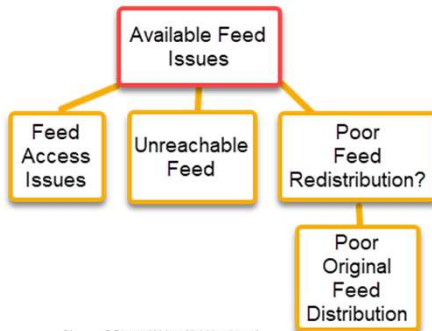 Available Feed
Issues
Feed
Access
Issues
Unreachable
Feed
Poor
Feed
Redistribution?
Poor
Original
Feed
Distribution